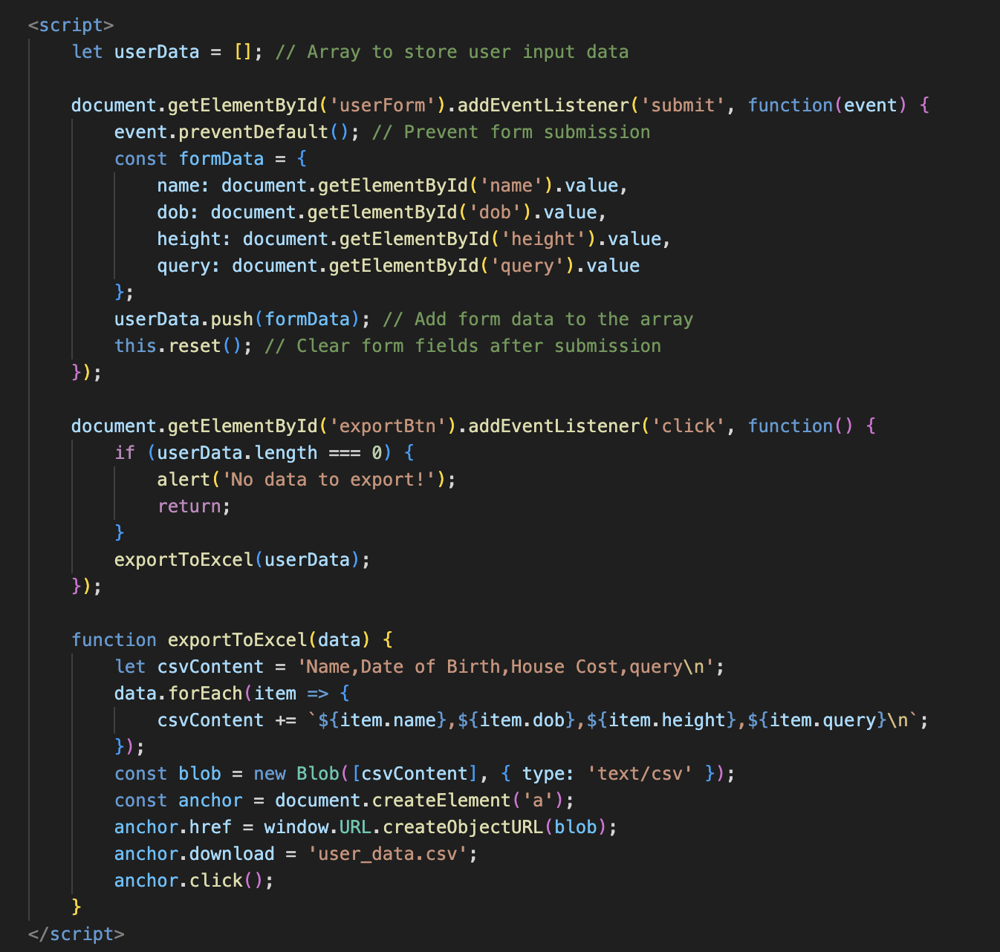 <script>
let userData = []; // Array to store user input data
document.getElementById('userForm').addEventListener('submit', function(event) {
event.preventDefault(); // Prevent form submission
const formData = {
name: document.getElementById('name').value,
dob: document.getElementById('dob').value,
height: document.getElementById('height').value,
query: document.getElementById('query').value
};
userData.push(formData); // Add form data to the array
this.reset(); // Clear form fields after submission
});
document.getElementById('exportBtn').addEventListener('click', function() {
if (userData.length === 0) {
alert('No data to export!');
return;
}
exportToExcel(userData);
});
function exportToExcel(data) {
let csvContent = 'Name,Date of Birth,House Cost,query\n';
data.forEach(item => {
csvContent += `${item.name},${item.dob},${item.height},${item.query}\n`;
});
const blob = new Blob([csvContent], { type: 'text/csv' });
const anchor = document.createElement('a');
anchor.href = window.URL.createObjectURL(blob);
anchor.download = 'user_data.csv';
anchor.click();
}
</script>